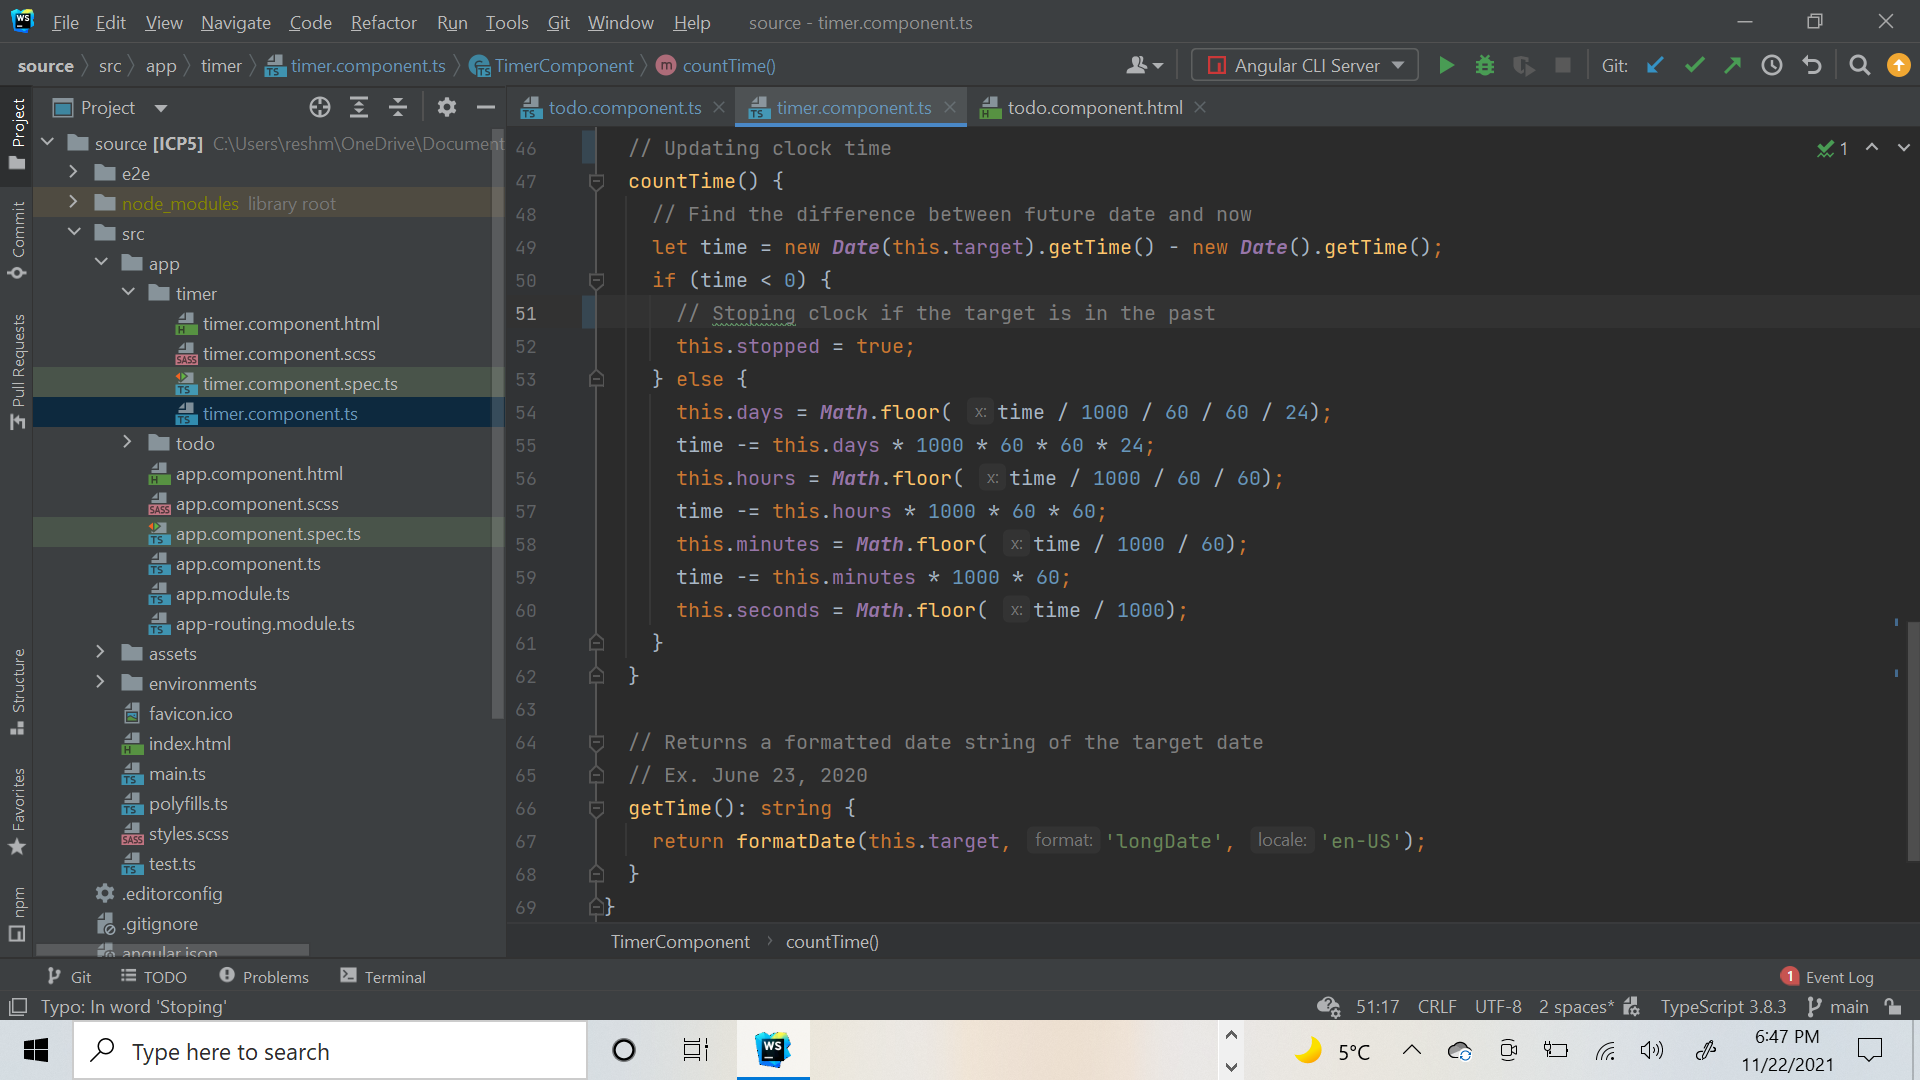 WS File Edit View Navigate Code Refactor Run Tools Git Window Help source - timer.component.ts
source src app timer timer.component.ts TimerComponent m countTime() Angular CLI Server Git:
Project
todo.component.ts timer.component.ts todo.component.html
Project
Commit
Pull Requests
Structure
Favorites
npm
source [ICP5] C:\Users\reshm\OneDrive\Document
e2e
node_modules library root
src
app
timer
timer.component.html
timer.component.scss
timer.component.spec.ts
timer.component.ts
todo
app.component.html
app.component.scss
app.component.spec.ts
app.component.ts
app.module.ts
app-routing.module.ts
assets
environments
favicon.ico
index.html
main.ts
polyfills.ts
styles.scss
test.ts
.editorconfig
.gitignore
angular.json
1
46 // Updating clock time
47 countTime() {
48 // Find the difference between future date and now
49 let time = new Date(this.target).getTime() - new Date().getTime();
50 if (time < 0) {
51 // Stoping clock if the target is in the past
52 this.stopped = true;
53 } else {
54 this.days = Math.floor( x: time / 1000 / 60 / 60 / 24);
55 time -= this.days * 1000 * 60 * 60 * 24;
56 this.hours = Math.floor( x: time / 1000 / 60 / 60);
57 time -= this.hours * 1000 * 60 * 60;
58 this.minutes = Math.floor( x: time / 1000 / 60);
59 time -= this.minutes * 1000 * 60;
60 this.seconds = Math.floor( x: time / 1000);
61 }
62 }
63
64 // Returns a formatted date string of the target date
65 // Ex. June 23, 2020
66 getTime(): string {
67 return formatDate(this.target, format: 'longDate', locale: 'en-US');
68 }
69 }
TimerComponent countTime()
Git TODO Problems Terminal 1 Event Log
Typo: In word 'Stoping' 51:17 CRLF UTF-8 2 spaces* TypeScript 3.8.3 main
Type here to search WS 5°C 6:47 PM
11/22/2021